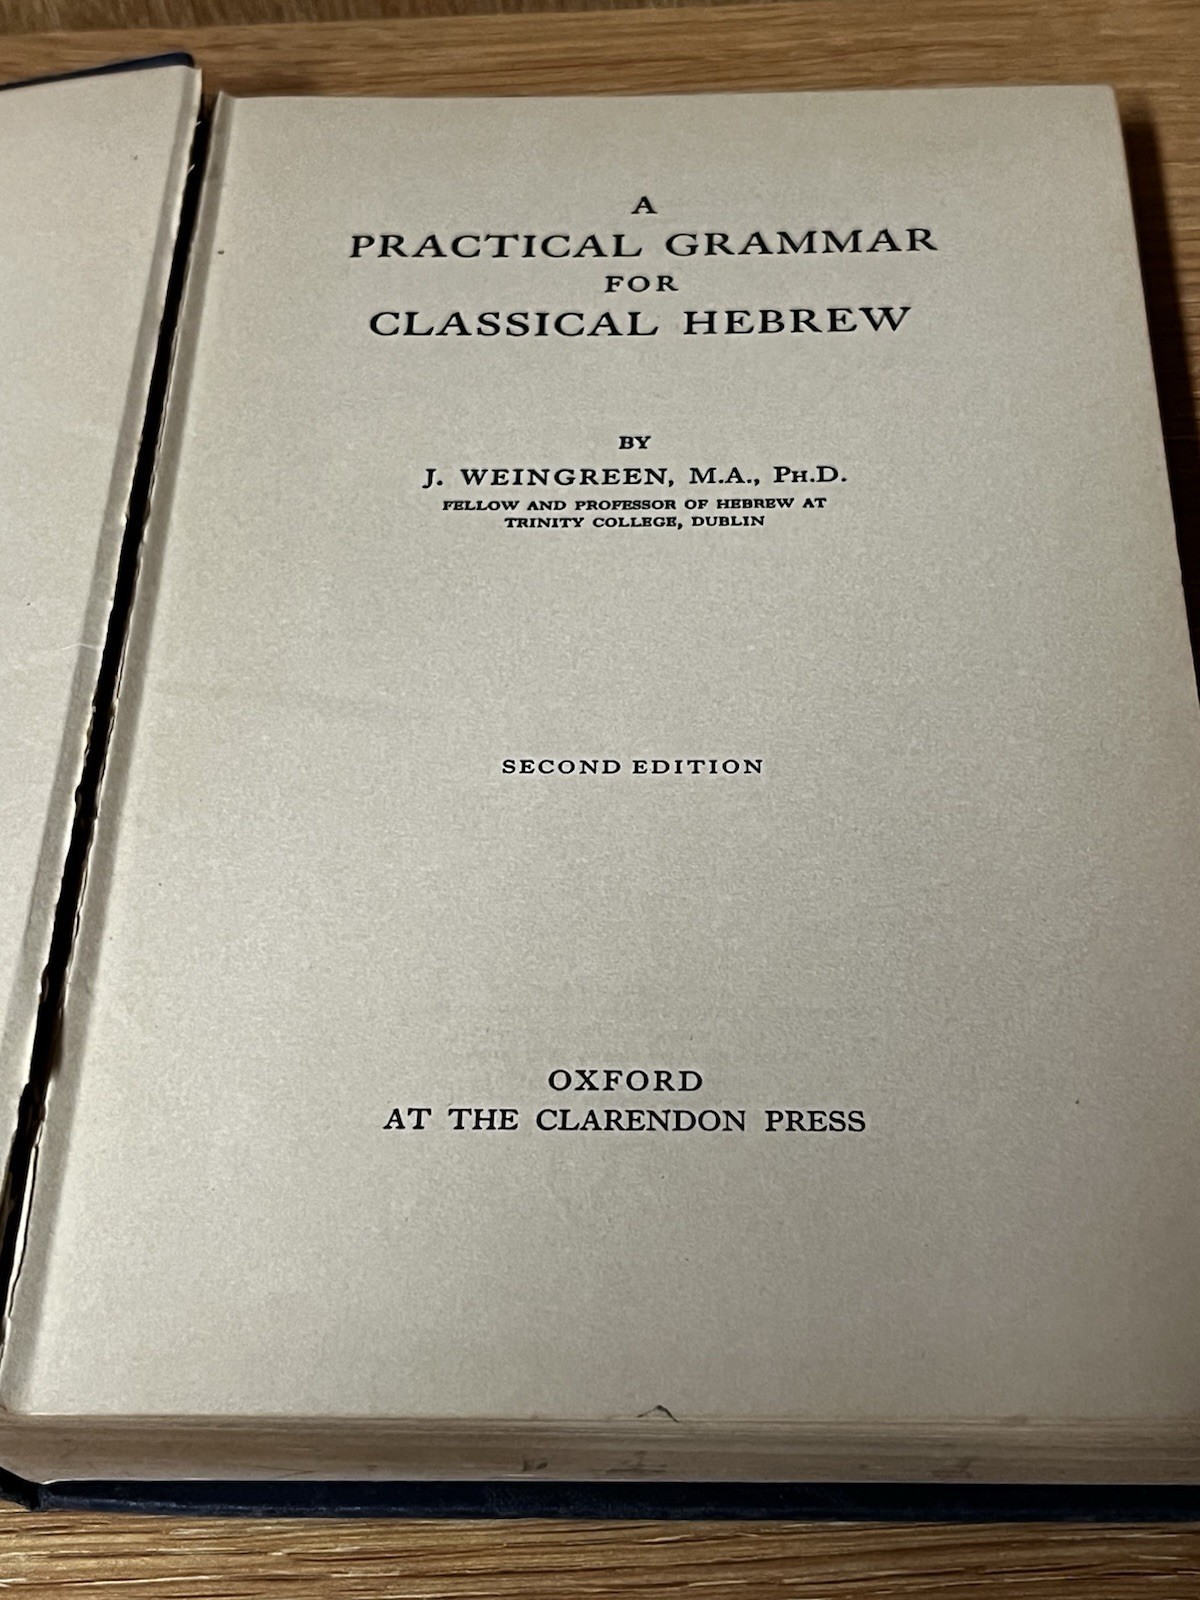 A
PRACTICAL GRAMMAR
FOR
CLASSICAL HEBREW
BY
J. WEINGREEN, M.A., PH.D.
FELLOW AND PROFESSOR OF HEBREW AT
TRINITY COLLEGE, DUBLIN
SECOND EDITION
OXFORD
AT THE CLARENDON PRESS